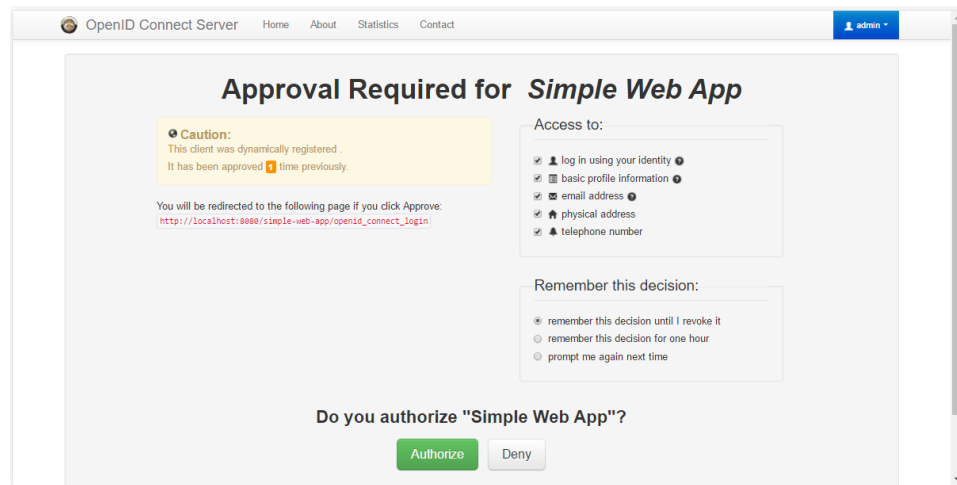 OpenID Connect Server Home About Statistics Contact admin
Approval Required for Simple Web App
Caution:
This client was dynamically registered .
It has been approved 1 time previously.
You will be redirected to the following page if you click Approve:
http://localhost:8080/simple-web-app/openid_connect_login
Access to:
log in using your identity
basic profile information
email address
physical address
telephone number
Remember this decision:
remember this decision until I revoke it
remember this decision for one hour
prompt me again next time
Do you authorize "Simple Web App"?
Authorize Deny